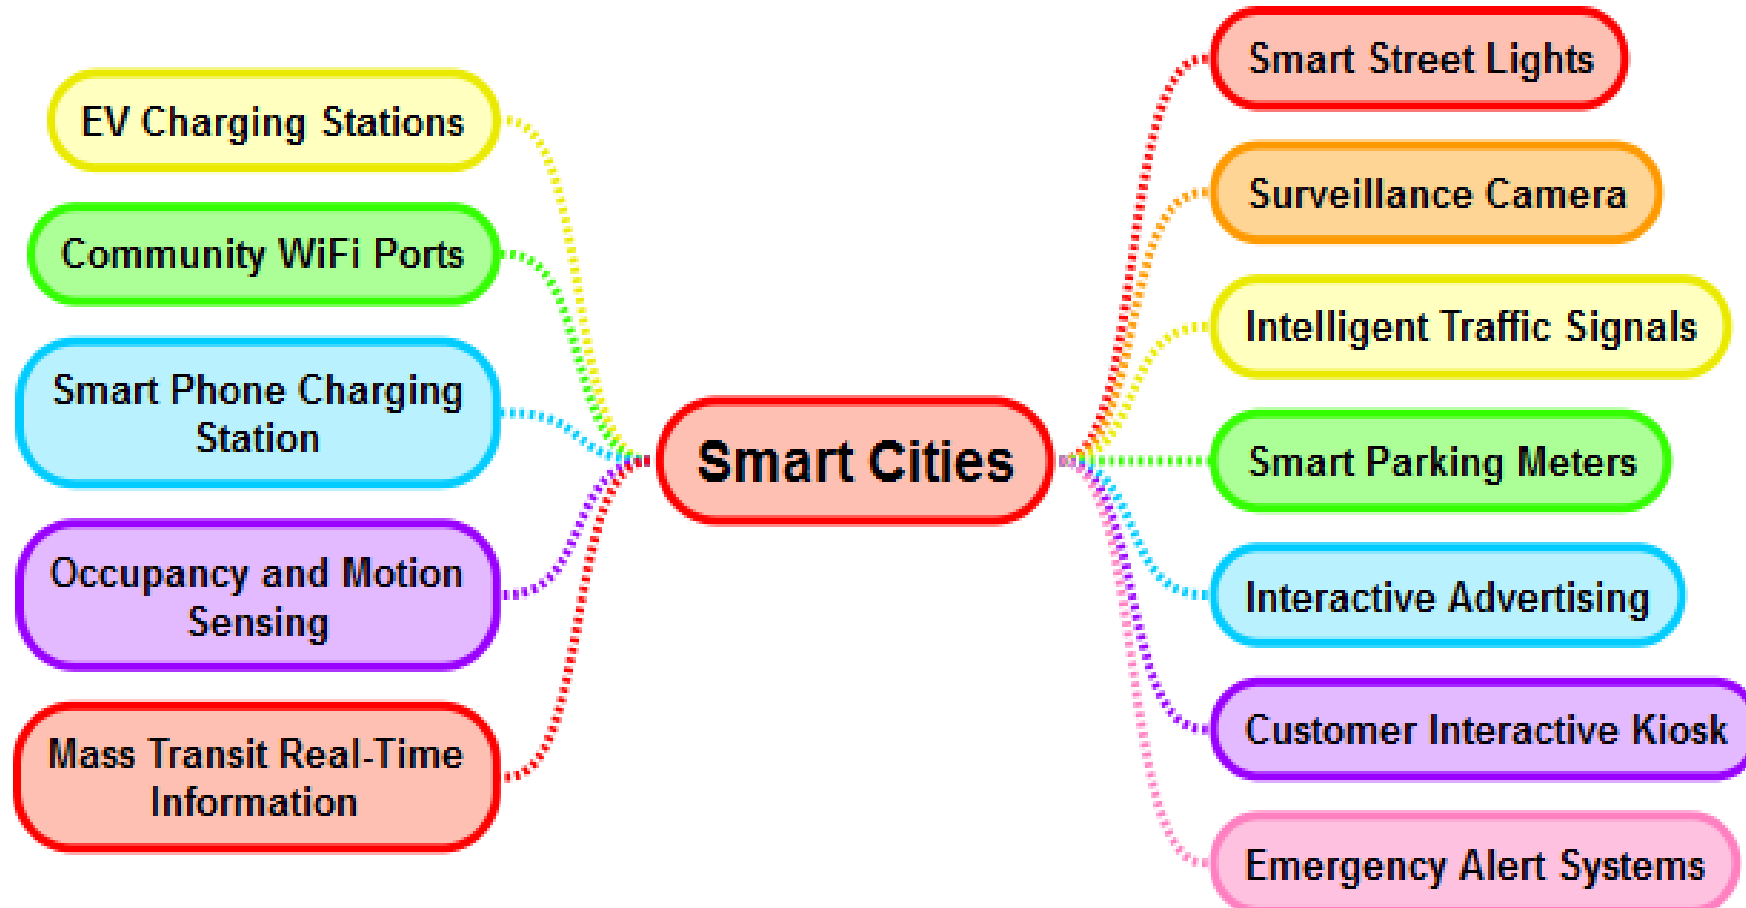 EV Charging Stations
Community WiFi Ports
Smart Phone Charging
Station
Occupancy and Motion
Sensing
Mass Transit Real-Time
Information
Smart Cities
Smart Street Lights
Surveillance Camera
Intelligent Traffic Signals
Smart Parking Meters
Interactive Advertising
Customer Interactive Kiosk
Emergency Alert Systems